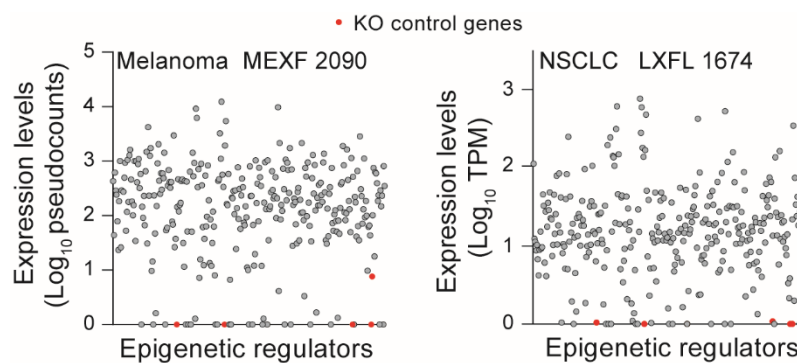 KO control genes
Melanoma MEXF 2090
NSCLC LXFL 1674
Expression levels
(Log10 pseudocounts)
5
4
3
2
1
0
Epigenetic regulators
Expression levels
(Log10 TPM)
3
2
1
0
Epigenetic regulators